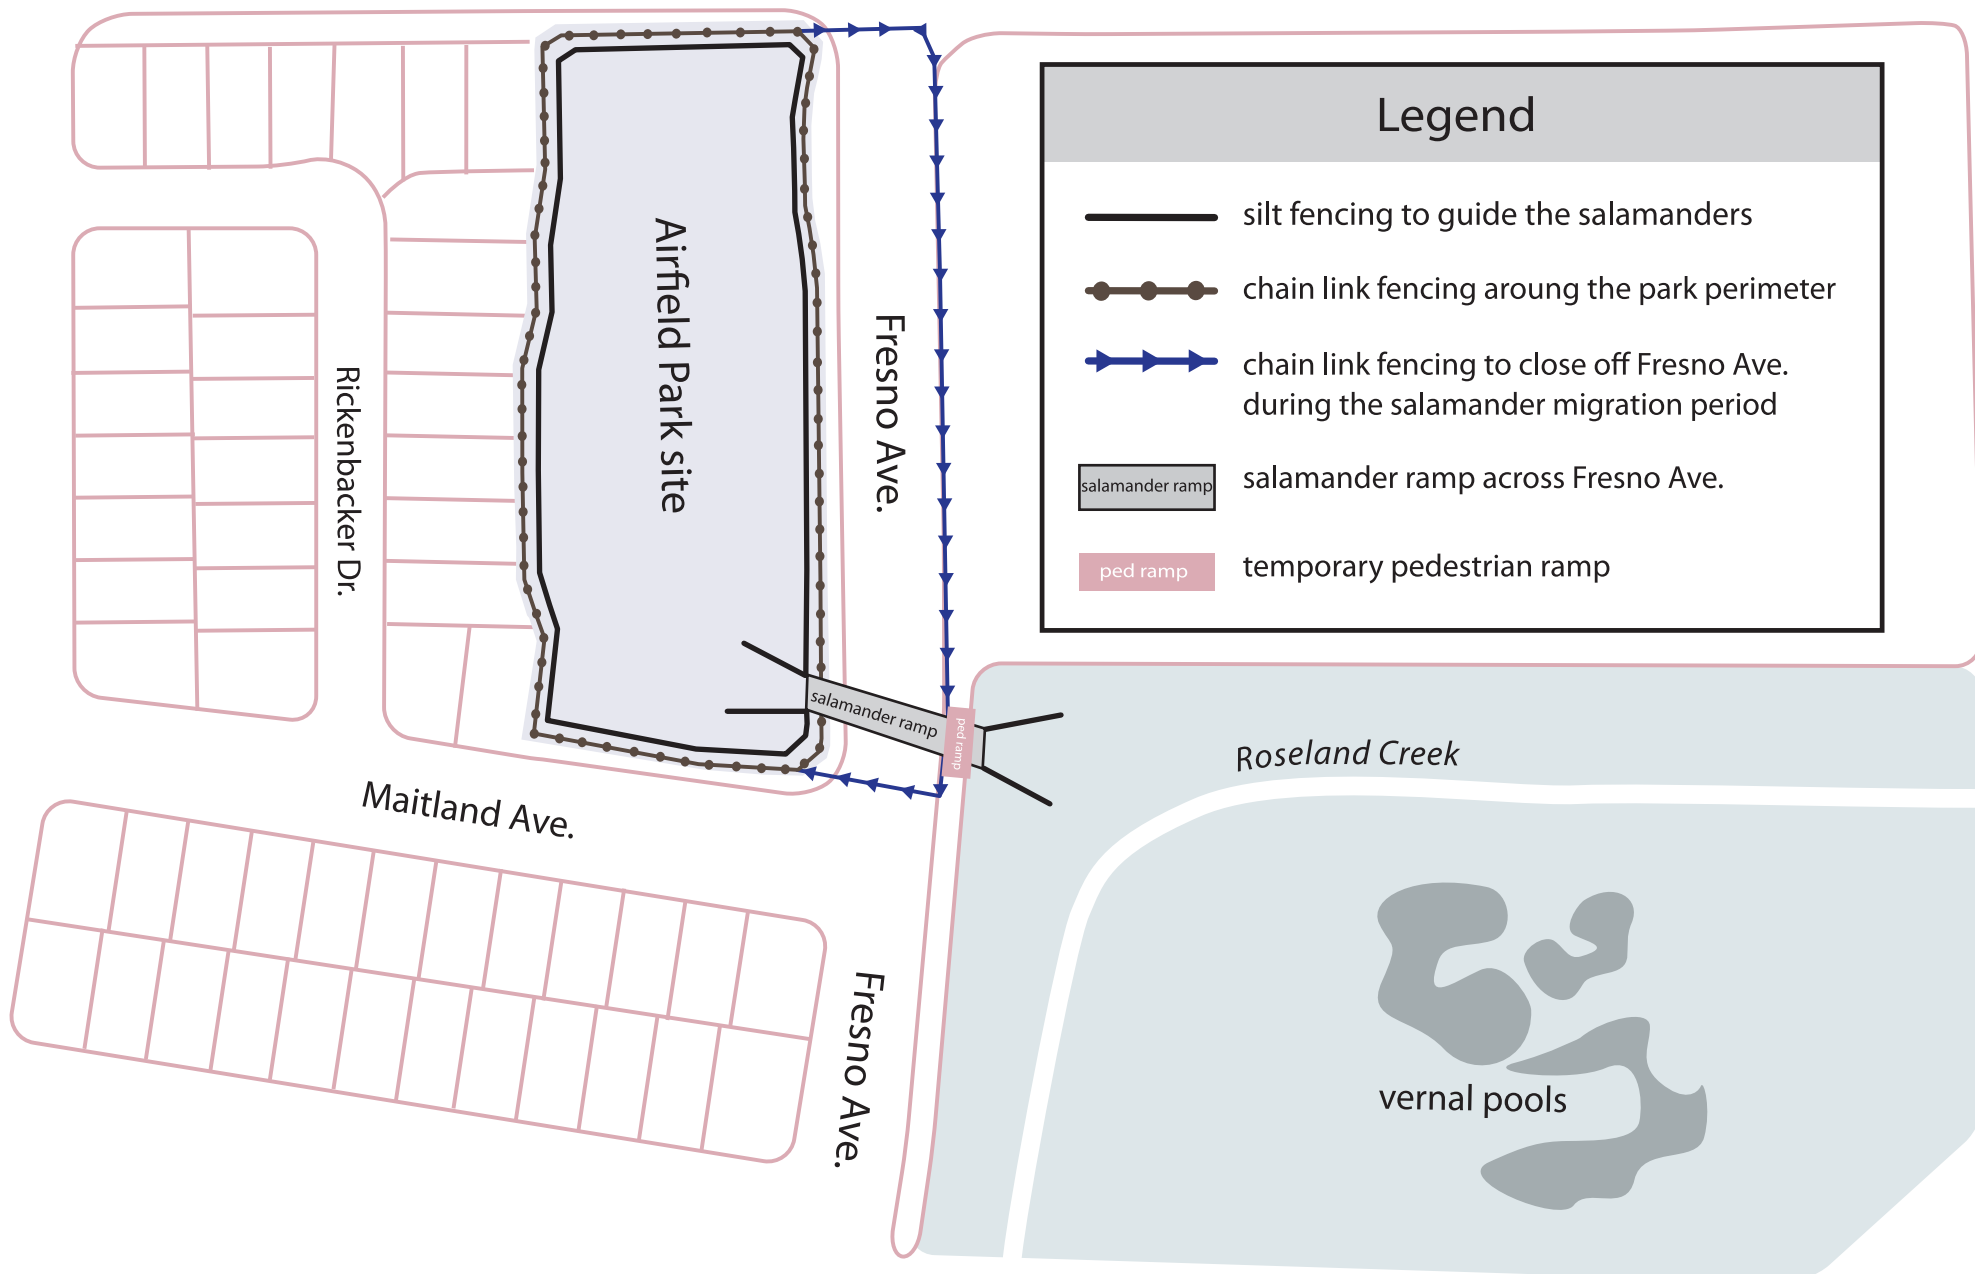 Legend
silt fencing to guide the salamanders
chain link fencing aroung the park perimeter
chain link fencing to close off Fresno Ave.
during the salamander migration period
salamander ramp
salamander ramp across Fresno Ave.
ped ramp
temporary pedestrian ramp
Airfield Park site
Fresno Ave.
Rickenbacker Dr.
salamander ramp
ped ramp
Roseland Creek
Maitland Ave.
Fresno Ave.
vernal pools